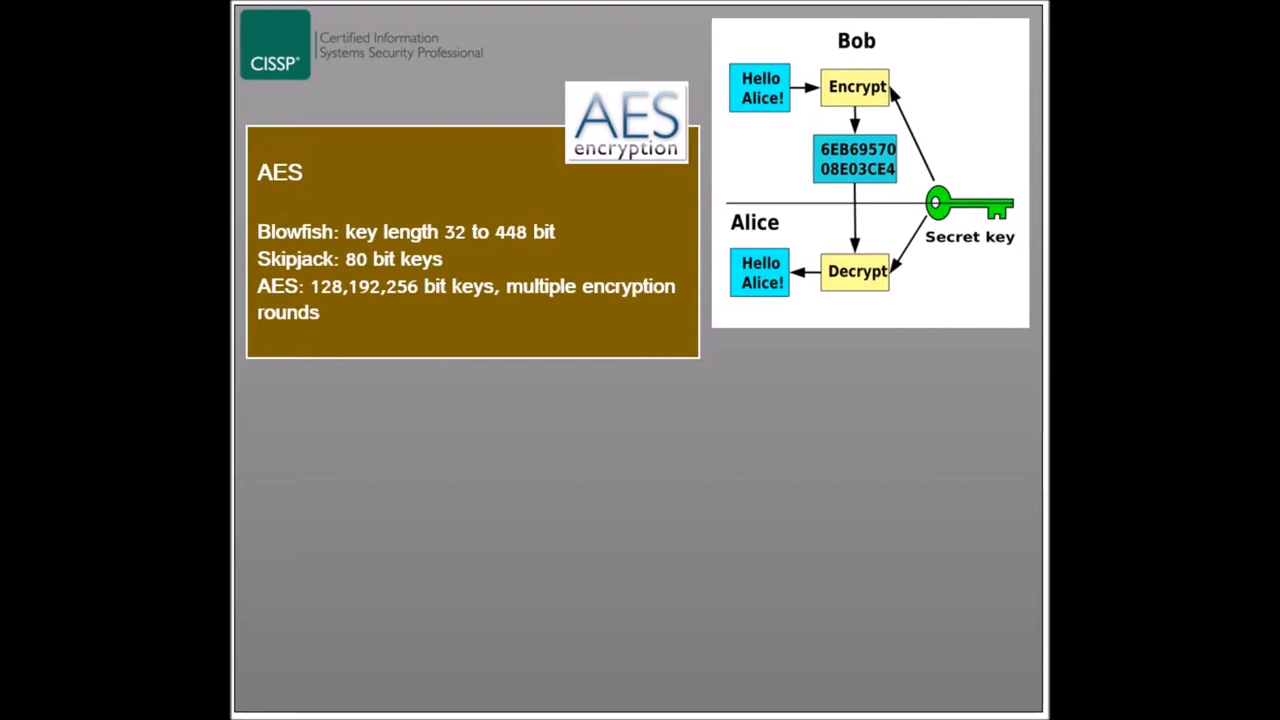 CISSP®
Certified Information
Systems Security Professional
AES
encryption
AES
Blowfish: key length 32 to 448 bit
Skipjack: 80 bit keys
AES: 128,192,256 bit keys, multiple encryption
rounds
Bob
Hello
Alice!
Encrypt
6EB69570
08E03CE4
Alice
Secret key
Hello
Alice!
Decrypt